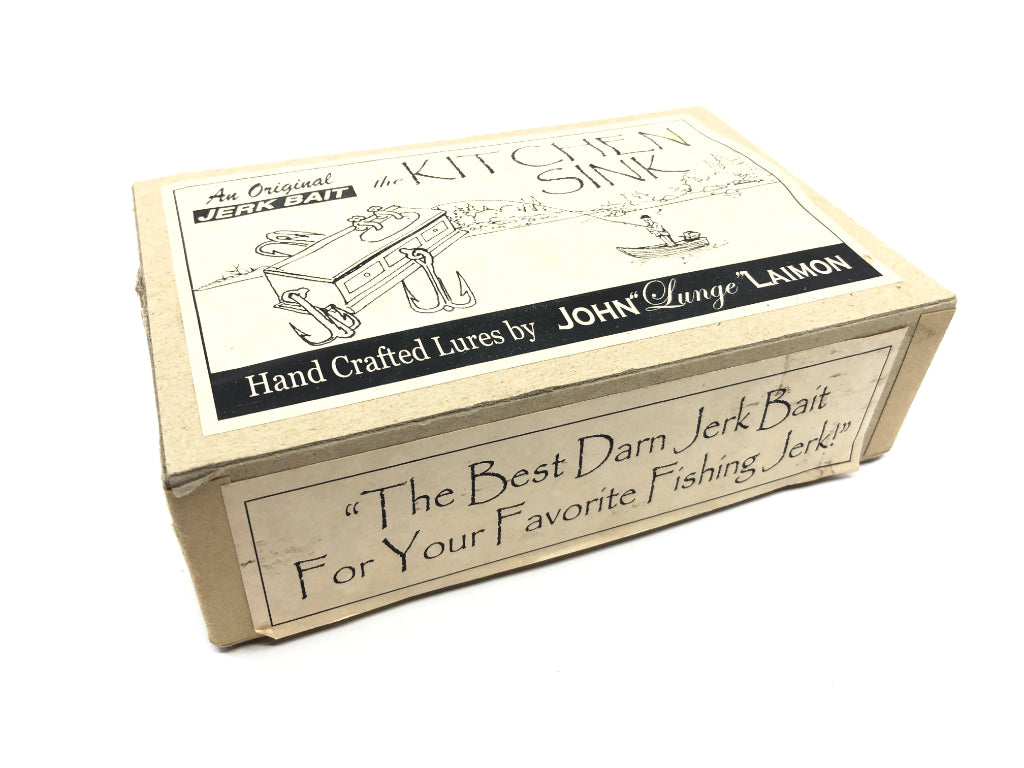 An Original
JERK BAIT
the KITCHEN
SINK
Hand Crafted Lures by JOHN "Lunge" LAIMON
"The Best Darn Jerk Bait
For Your Favorite Fishing Jerk!"